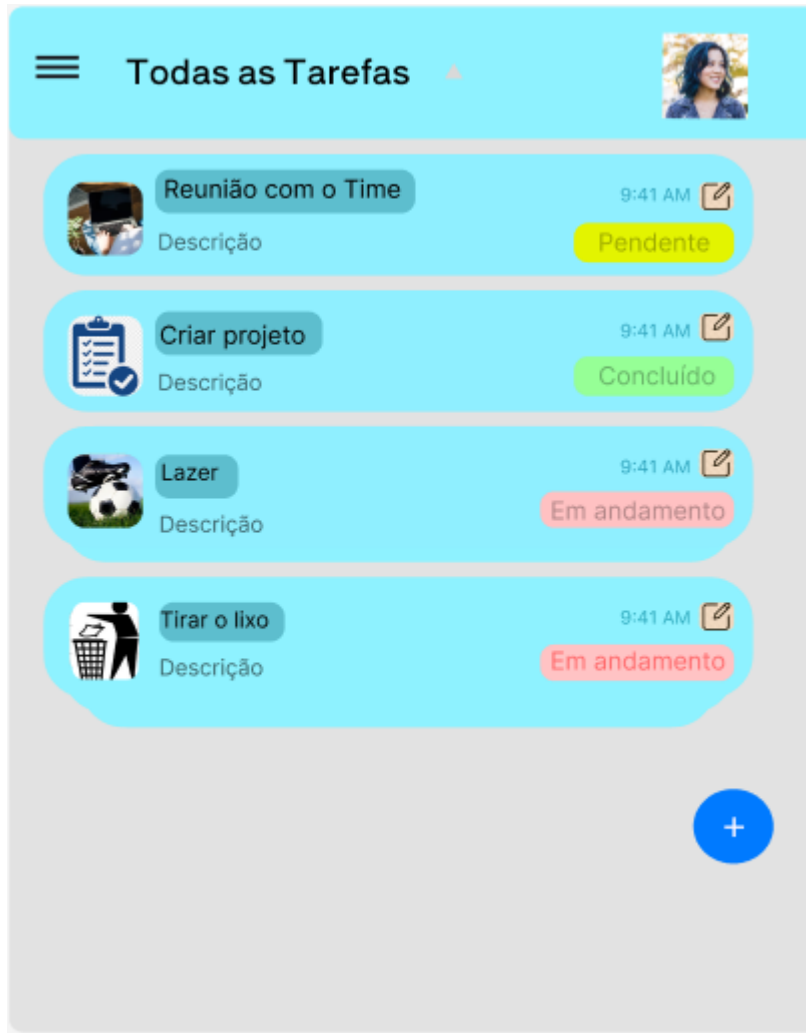 Todas as Tarefas
Reunião com o Time
9:41 AM
Descrição
Pendente
Criar projeto
9:41 AM
Descrição
Concluído
Lazer
9:41 AM
Descrição
Em andamento
Tirar o lixo
9:41 AM
Descrição
Em andamento
+